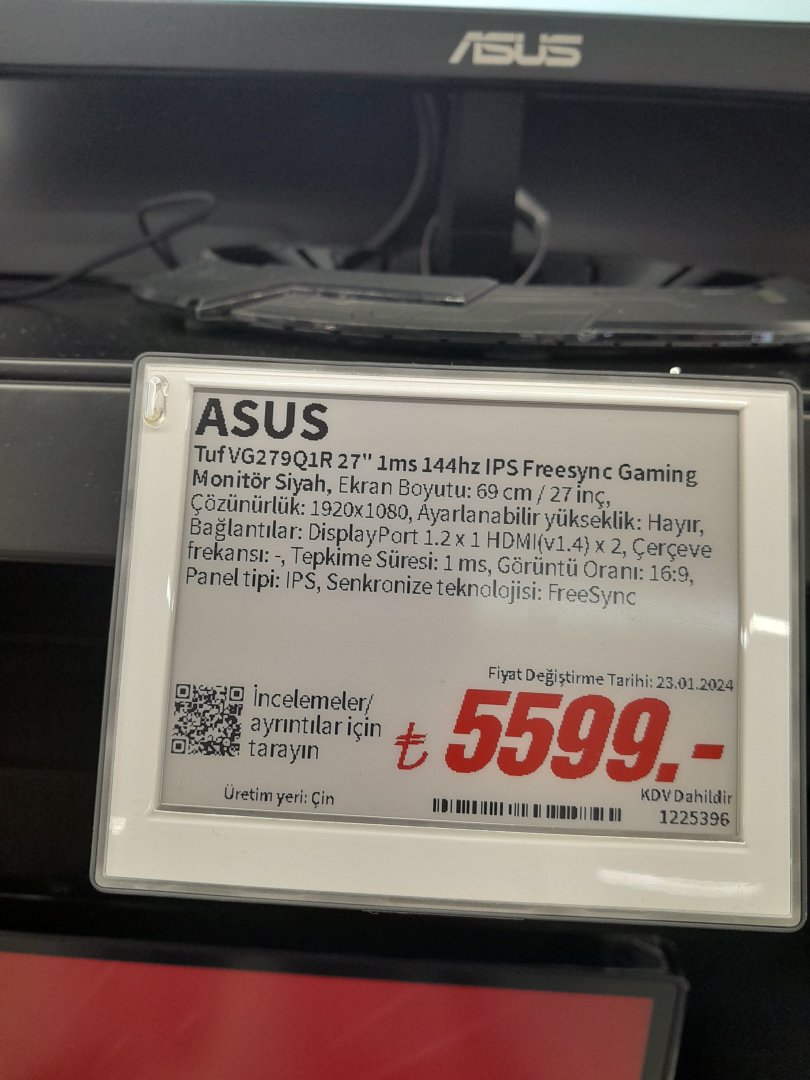 ASUS
ASUS
Tuf VG279Q1R 27" 1ms 144hz IPS Freesync Gaming
Monitör Siyah, Ekran Boyutu: 69 cm / 27 inç,
Çözünürlük: 1920x1080, Ayarlanabilir yükseklik: Hayır,
Bağlantılar: DisplayPort 1.2 x 1 HDMI(v1.4) x 2, Çerçeve
frekansı: -, Tepkime Süresi: 1 ms, Görüntü Oranı: 16:9,
Panel tipi: IPS, Senkronize teknolojisi: FreeSync
Fiyat Değiştirme Tarihi: 23.01.2024
İncelemeler/
ayrıntılar için
tarayın
₺ 5599.-
Üretim yeri: Çin
KDV Dahildir
1225396